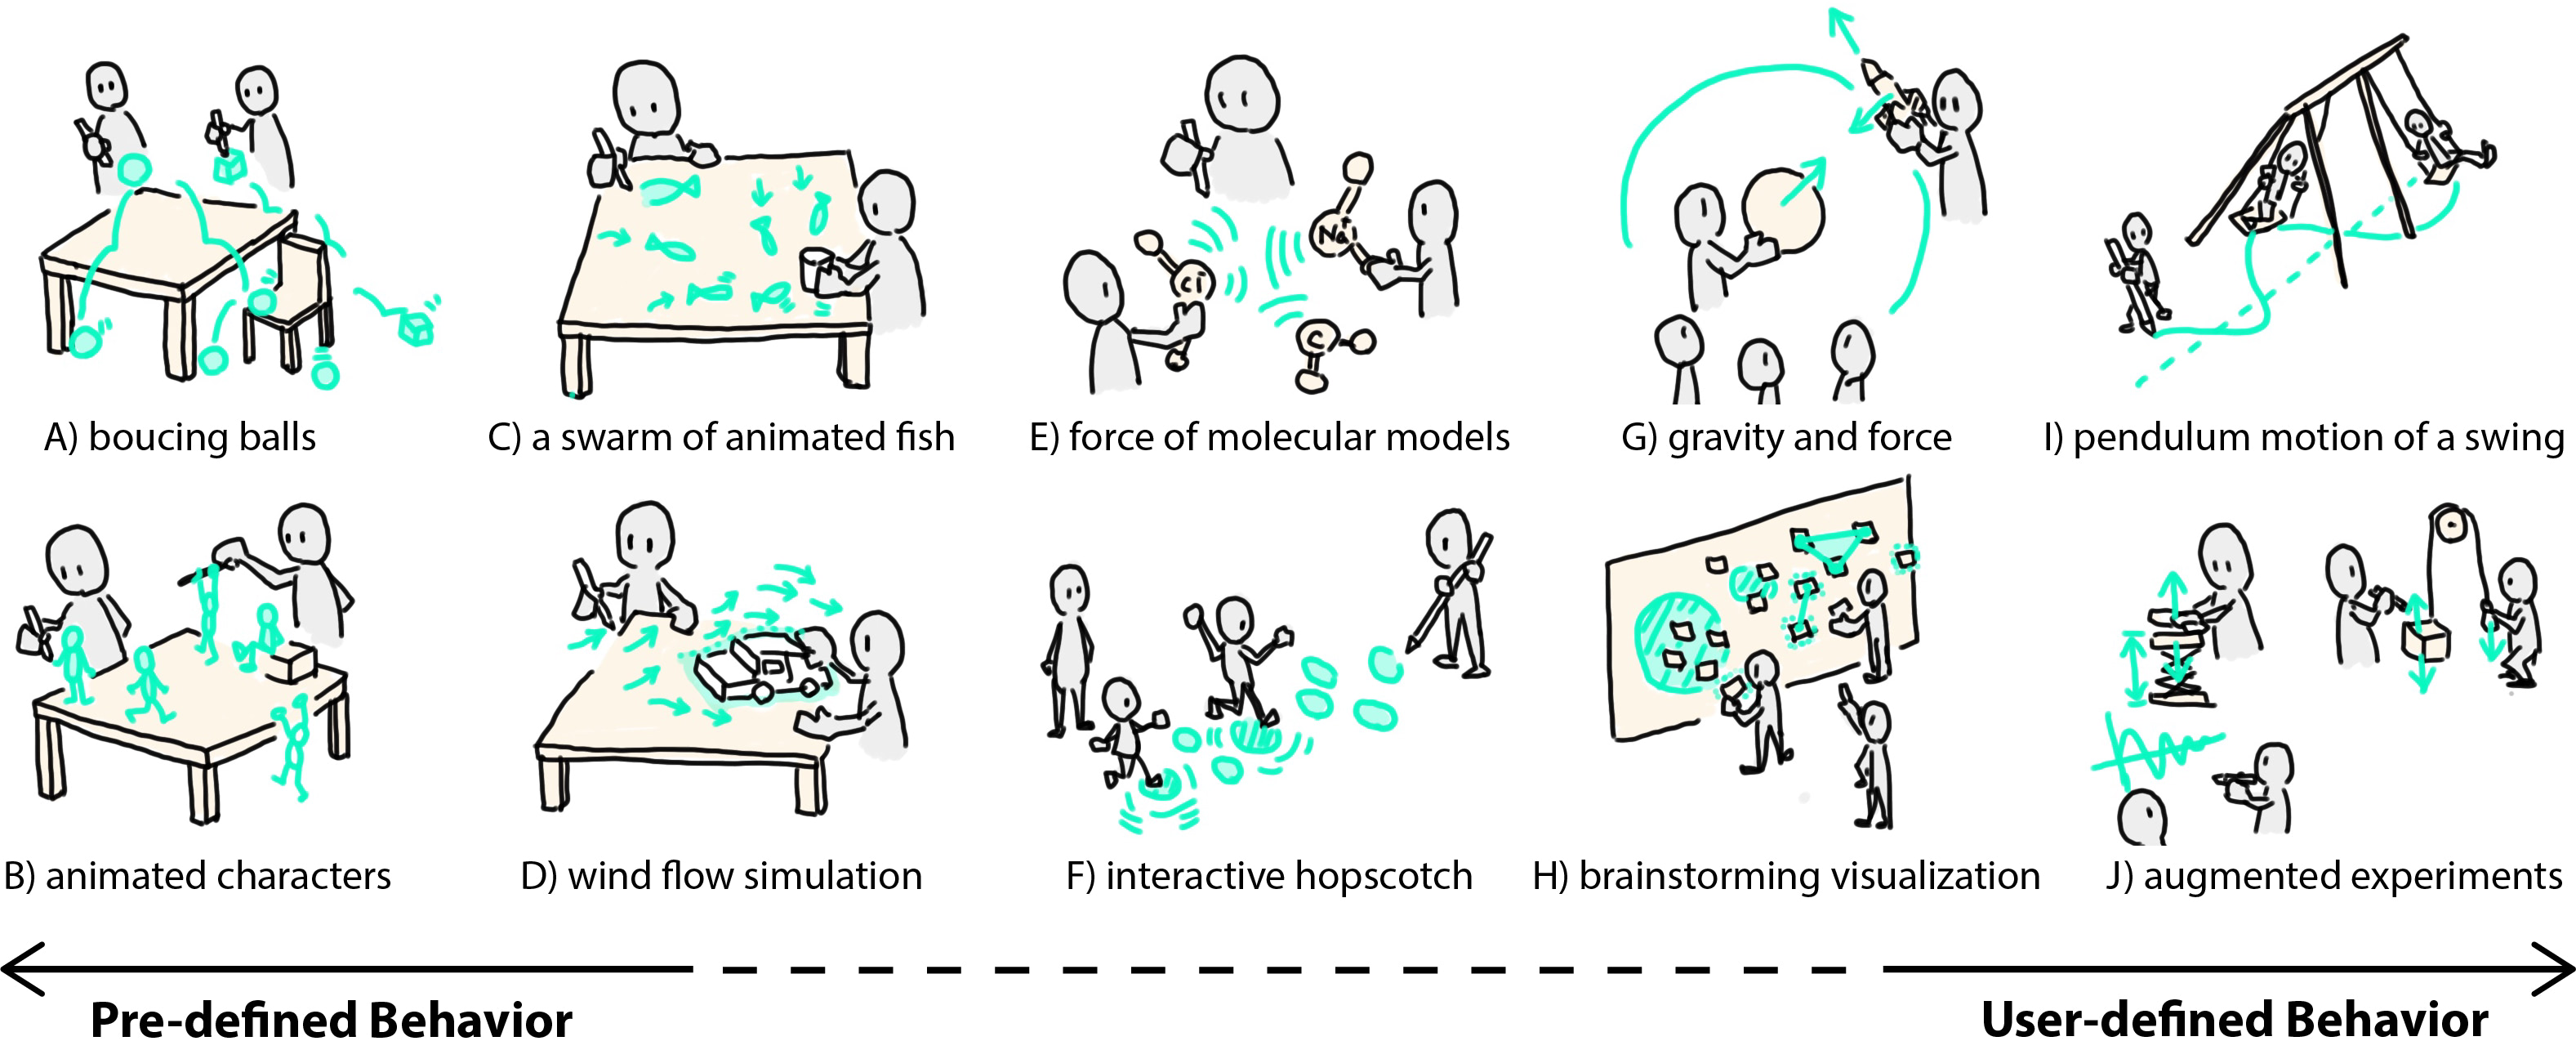 Ci
Na
C
A) boucing balls
C) a swarm of animated fish
E) force of molecular models
G) gravity and force
I) pendulum motion of a swing
B) animated characters
D) wind flow simulation
F) interactive hopscotch
H) brainstorming visualization
J) augmented experiments
Pre-defined Behavior
User-defined Behavior